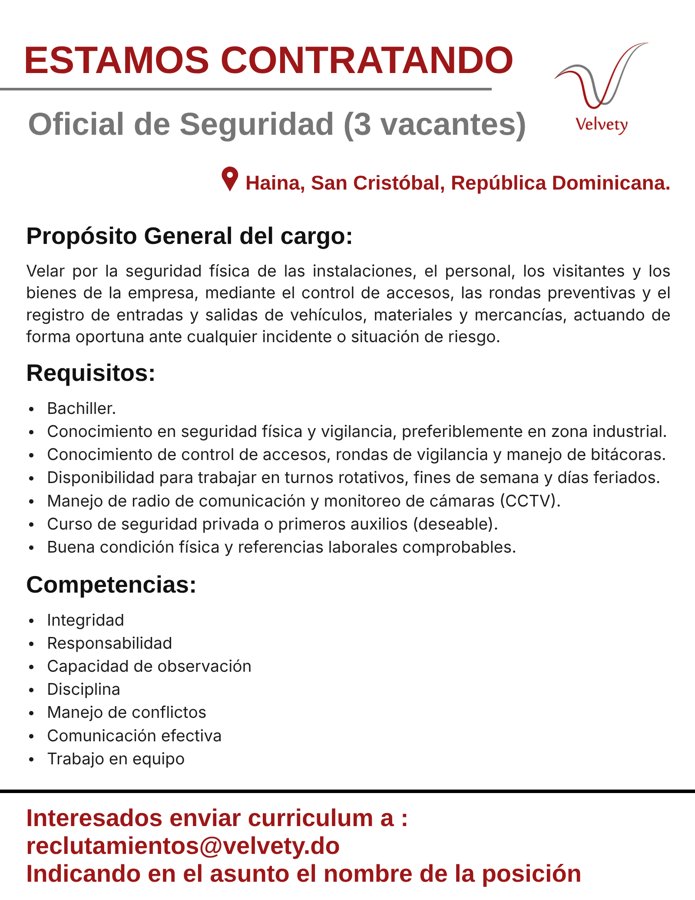 ESTAMOS CONTRATANDO
Velvety
Oficial de Seguridad (3 vacantes)
Haina, San Cristóbal, República Dominicana.
Propósito General del cargo:
Velar por la seguridad física de las instalaciones, el personal, los visitantes y los
bienes de la empresa, mediante el control de accesos, las rondas preventivas y el
registro de entradas y salidas de vehículos, materiales y mercancías, actuando de
forma oportuna ante cualquier incidente o situación de riesgo.
Requisitos:
• Bachiller.
• Conocimiento en seguridad física y vigilancia, preferiblemente en zona industrial.
• Conocimiento de control de accesos, rondas de vigilancia y manejo de bitácoras.
• Disponibilidad para trabajar en turnos rotativos, fines de semana y días feriados.
• Manejo de radio de comunicación y monitoreo de cámaras (CCTV).
• Curso de seguridad privada o primeros auxilios (deseable).
• Buena condición física y referencias laborales comprobables.
Competencias:
• Integridad
• Responsabilidad
• Capacidad de observación
• Disciplina
• Manejo de conflictos
• Comunicación efectiva
• Trabajo en equipo
Interesados enviar curriculum a :
reclutamientos@velvety.do
Indicando en el asunto el nombre de la posición